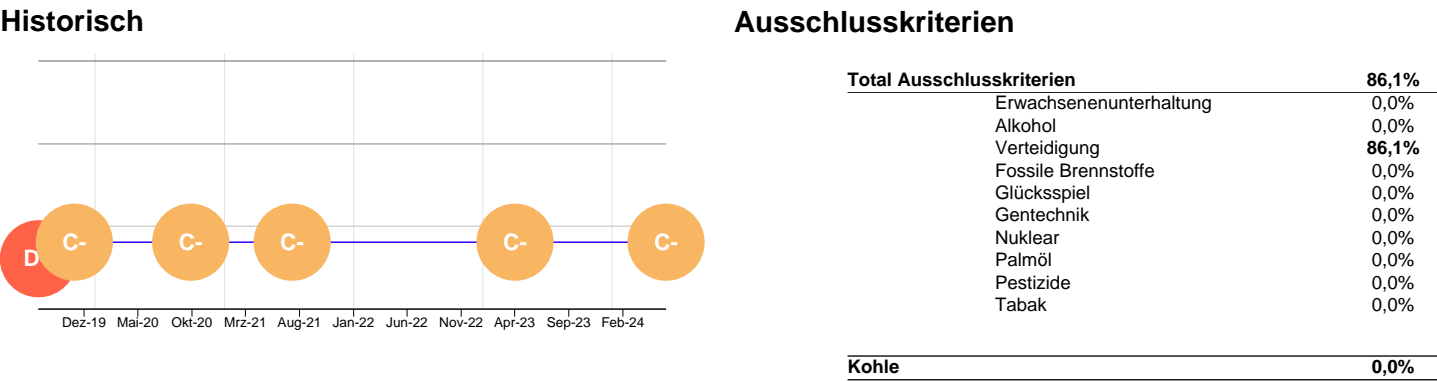 Historisch
D
C-
C-
C-
C-
C-
Dez-19 Mai-20 Okt-20 Mrz-21 Aug-21 Jan-22 Jun-22 Nov-22 Apr-23 Sep-23 Feb-24
Ausschlusskriterien
Total Ausschlusskriterien 86,1%
Erwachsenenunterhaltung 0,0%
Alkohol 0,0%
Verteidigung 86,1%
Fossile Brennstoffe 0,0%
Glücksspiel 0,0%
Gentechnik 0,0%
Nuklear 0,0%
Palmöl 0,0%
Pestizide 0,0%
Tabak 0,0%
Kohle 0,0%